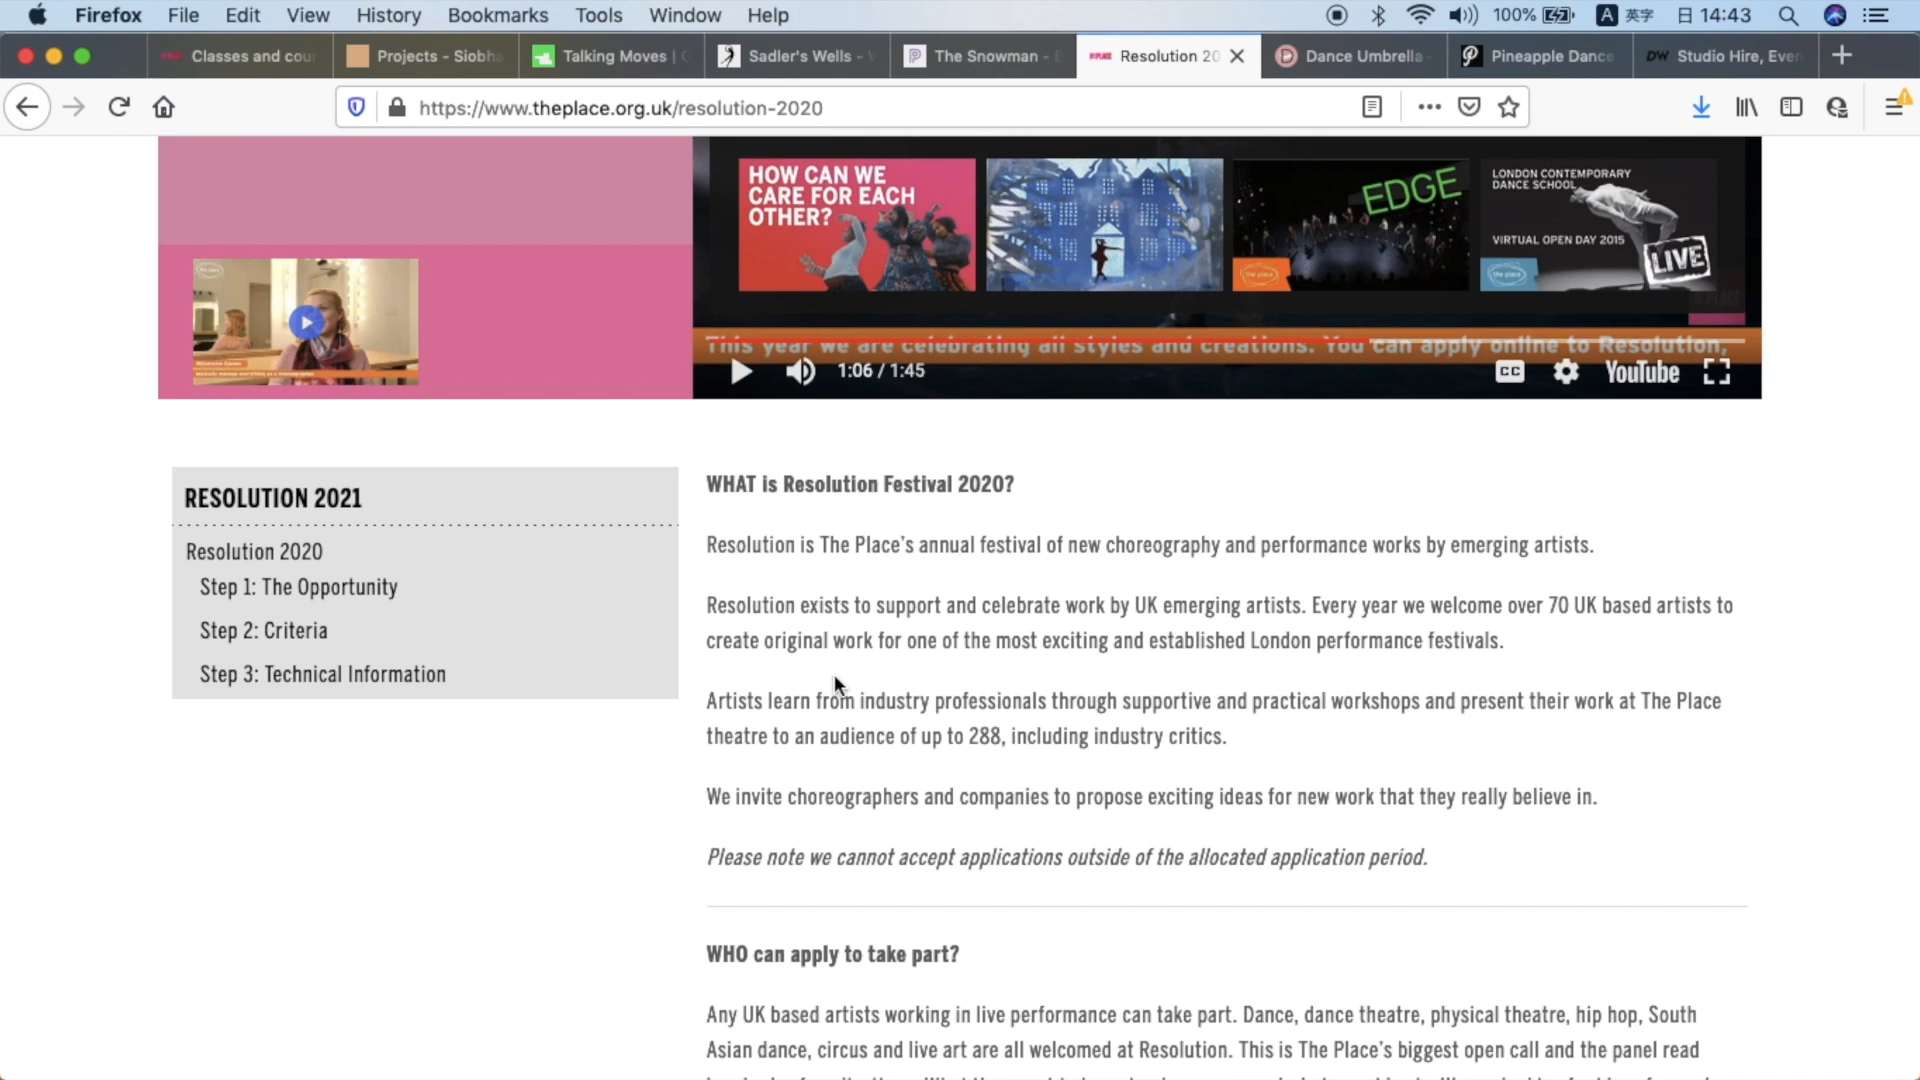 Firefox File Edit View History Bookmarks Tools Window Help 100% A 英字 日 14:43
Classes and cour Projects - Siobha Talking Moves | Sadler's Wells - The Snowman - Resolution 20 Dance Umbrella Pineapple Dance DW Studio Hire, Even
https://www.theplace.org.uk/resolution-2020
HOW CAN WE
CARE FOR EACH
OTHER?
EDGE
the place
LONDON CONTEMPORARY
DANCE SCHOOL
VIRTUAL OPEN DAY 2015
LIVE
the place
This year we are celebrating all styles and creations. You can apply online to Resolution,
1:06 / 1:45 CC YouTube
RESOLUTION 2021
Resolution 2020
Step 1: The Opportunity
Step 2: Criteria
Step 3: Technical Information
WHAT is Resolution Festival 2020?
Resolution is The Place's annual festival of new choreography and performance works by emerging artists.
Resolution exists to support and celebrate work by UK emerging artists. Every year we welcome over 70 UK based artists to
create original work for one of the most exciting and established London performance festivals.
Artists learn from industry professionals through supportive and practical workshops and present their work at The Place
theatre to an audience of up to 288, including industry critics.
We invite choreographers and companies to propose exciting ideas for new work that they really believe in.
Please note we cannot accept applications outside of the allocated application period.
WHO can apply to take part?
Any UK based artists working in live performance can take part. Dance, dance theatre, physical theatre, hip hop, South
Asian dance, circus and live art are all welcomed at Resolution. This is The Place's biggest open call and the panel read